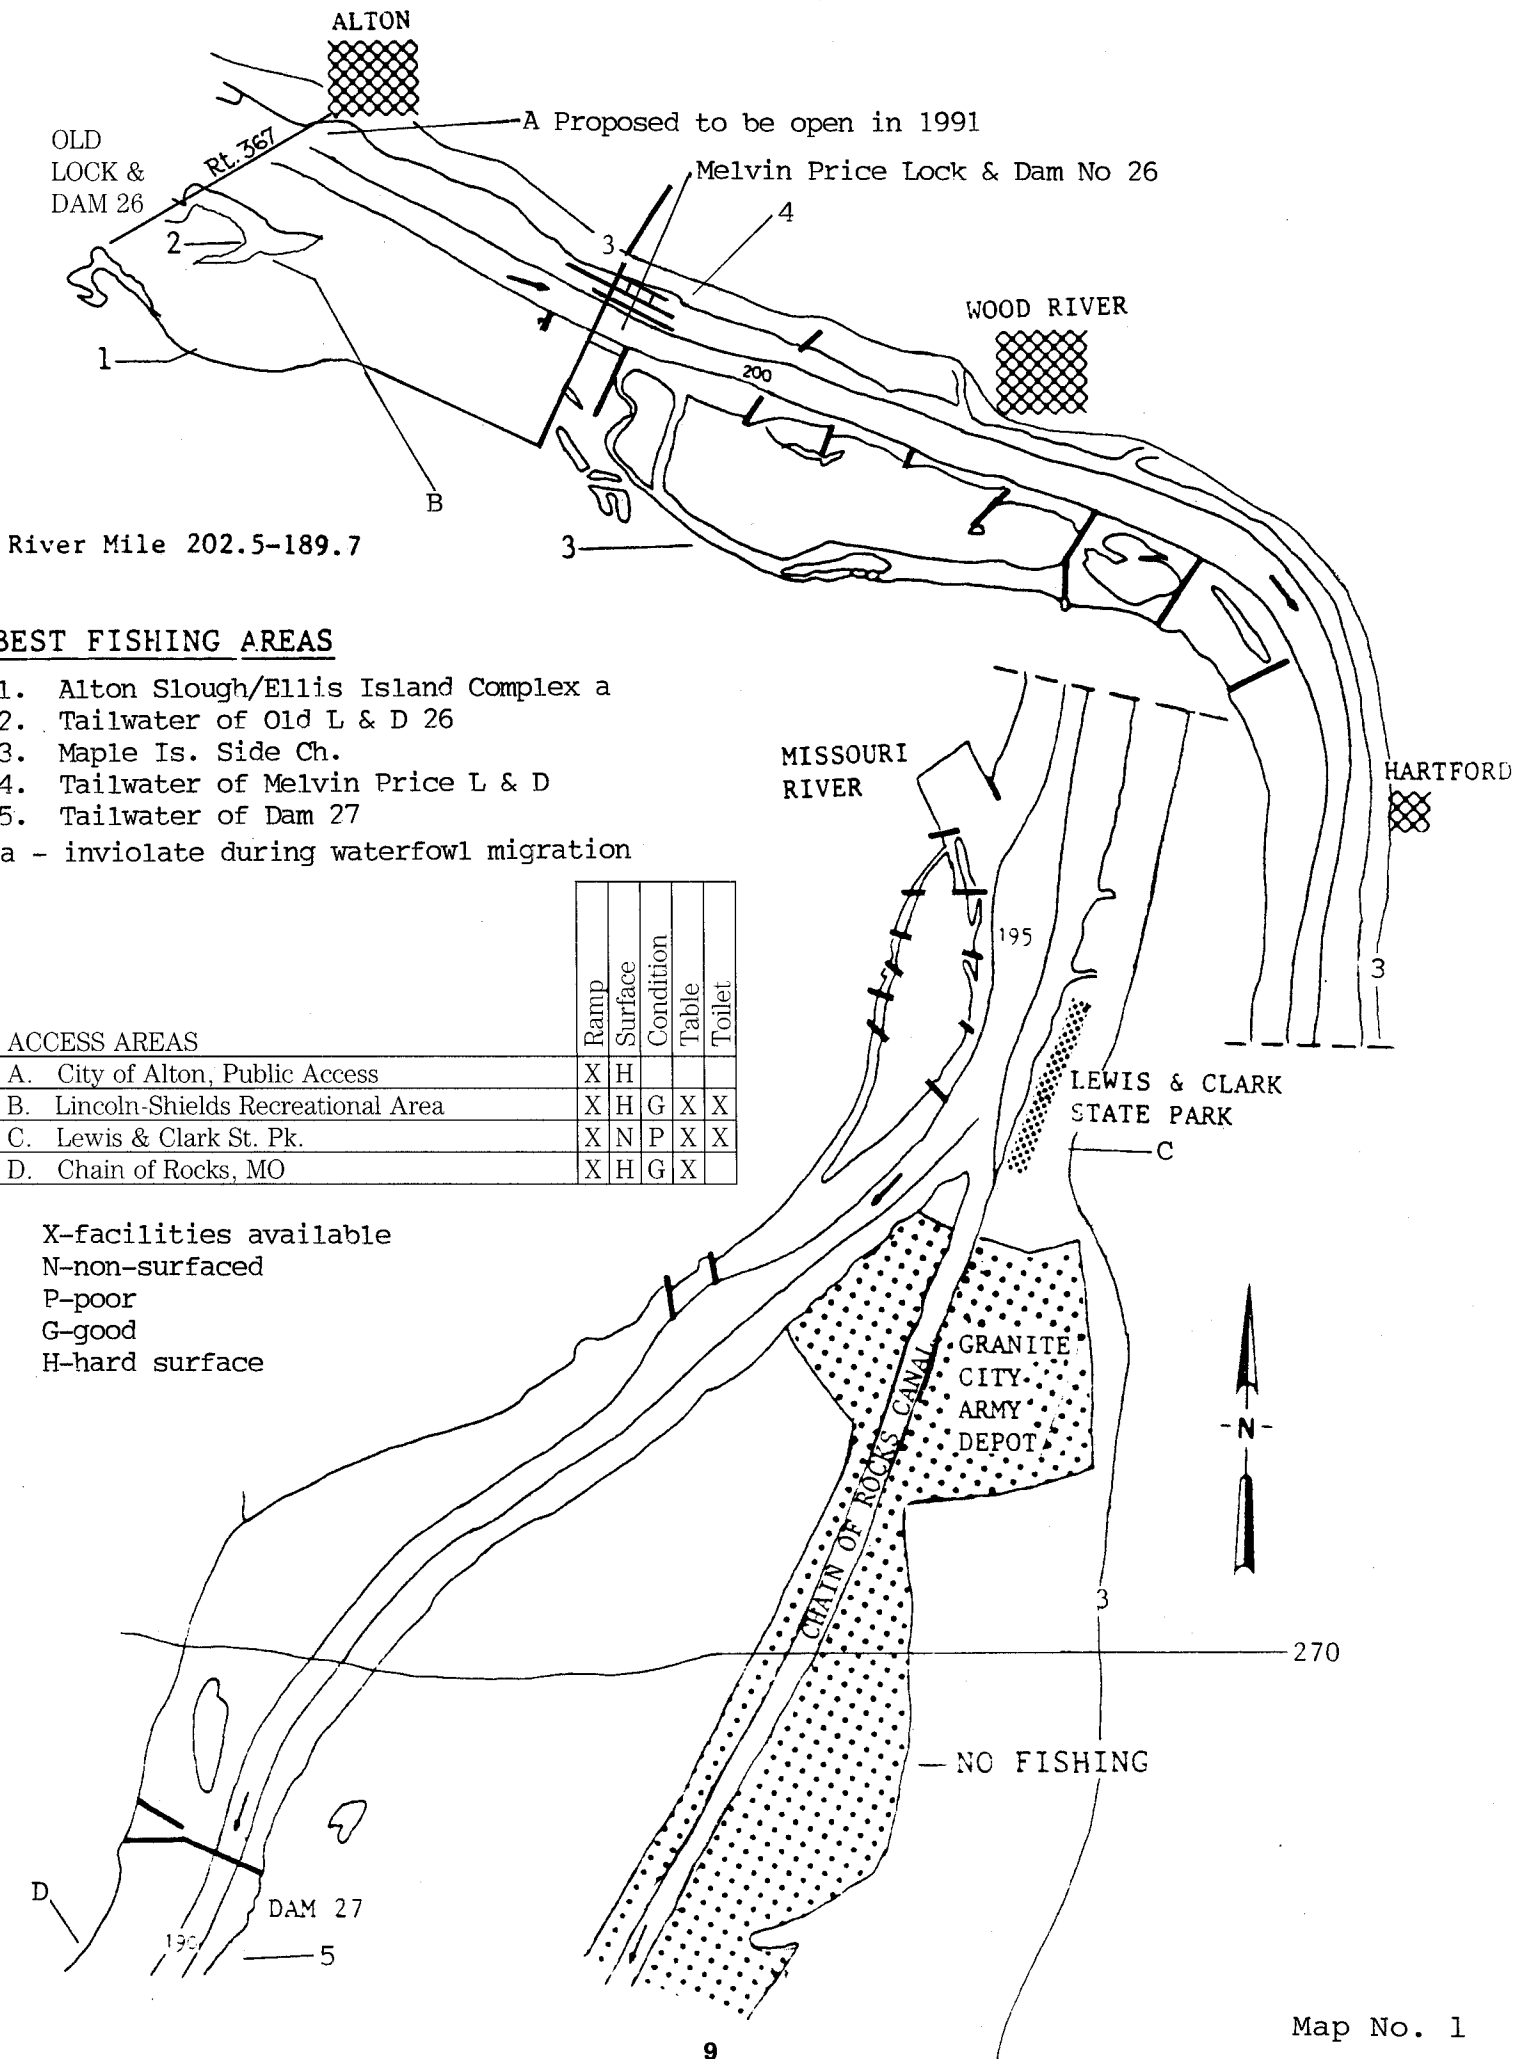 ALTON
A Proposed to be open in 1991
OLD
LOCK &
DAM 26
Rt. 367
Melvin Price Lock & Dam No 26
4
2
3
WOOD RIVER
1
200
B
River Mile 202.5-189.7
3
BEST FISHING AREAS
1. Alton Slough/Ellis Island Complex a
2. Tailwater of Old L & D 26
3. Maple Is. Side Ch.
4. Tailwater of Melvin Price L & D
5. Tailwater of Dam 27
a - inviolate during waterfowl migration
MISSOURI
RIVER
HARTFORD
195
3
ACCESS AREAS Ramp Surface Condition Table Toilet
A. City of Alton, Public Access X H
B. Lincoln-Shields Recreational Area X H G X X
C. Lewis & Clark St. Pk. X N P X X
D. Chain of Rocks, MO X H G X
LEWIS & CLARK
STATE PARK
C
X-facilities available
N-non-surfaced
P-poor
G-good
H-hard surface
GRANITE
CITY
ARMY
DEPOT
CHAIN OF ROCKS CANAL
-N-
3
270
NO FISHING
D
DAM 27
190
5
Map No. 1
9